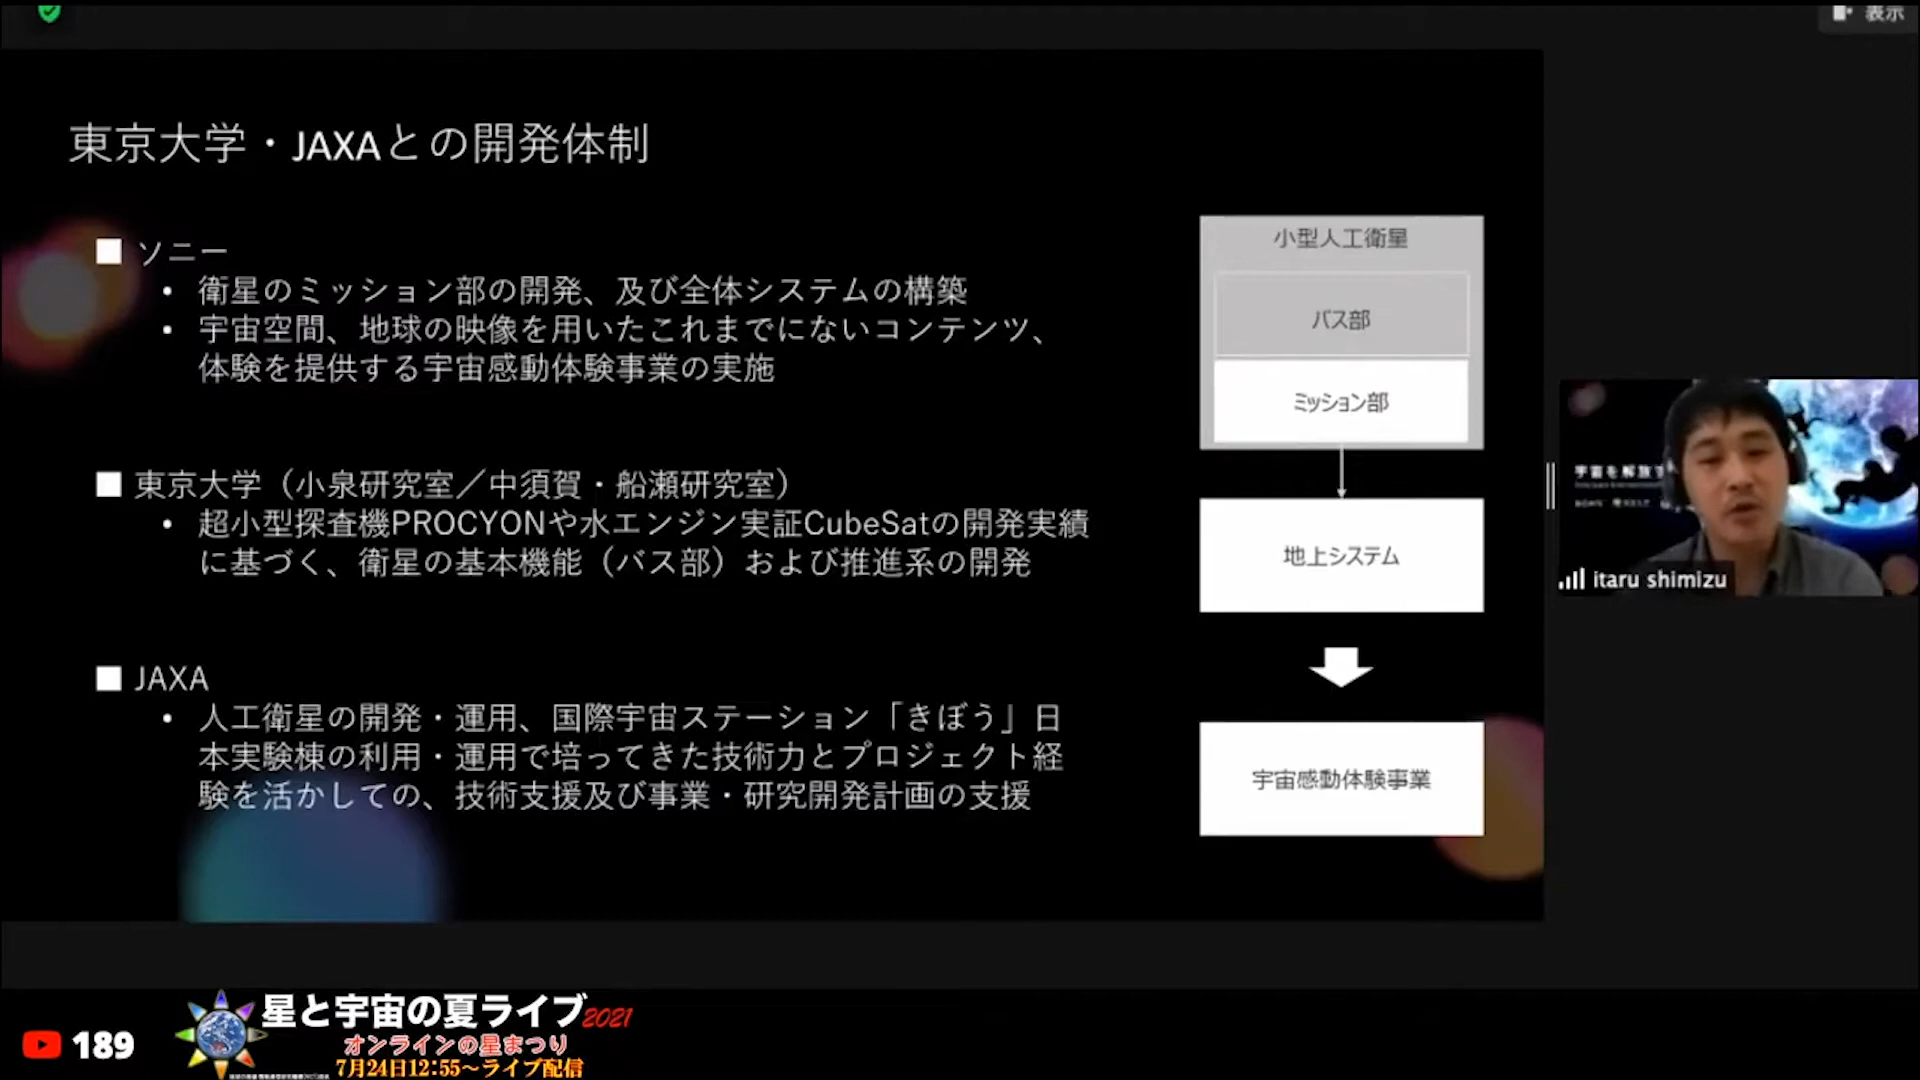 表示
東京大学・JAXAとの開発体制
ソニー
• 衛星のミッション部の開発、及び全体システムの構築
• 宇宙空間、地球の映像を用いたこれまでにないコンテンツ、
体験を提供する宇宙感動体験事業の実施
東京大学（小泉研究室／中須賀・船瀬研究室）
• 超小型探査機PROCYONや水エンジン実証CubeSatの開発実績
に基づく、衛星の基本機能（バス部）および推進系の開発
JAXA
• 人工衛星の開発・運用、国際宇宙ステーション「きぼう」日
本実験棟の利用・運用で培ってきた技術力とプロジェクト経
験を活かしての、技術支援及び事業・研究開発計画の支援
小型人工衛星
バス部
ミッション部
地上システム
宇宙感動体験事業
宇宙を解放
itaru shimizu
189
星と宇宙の夏ライブ2021
オンラインの星まつり
7月24日12:55～ライブ配信